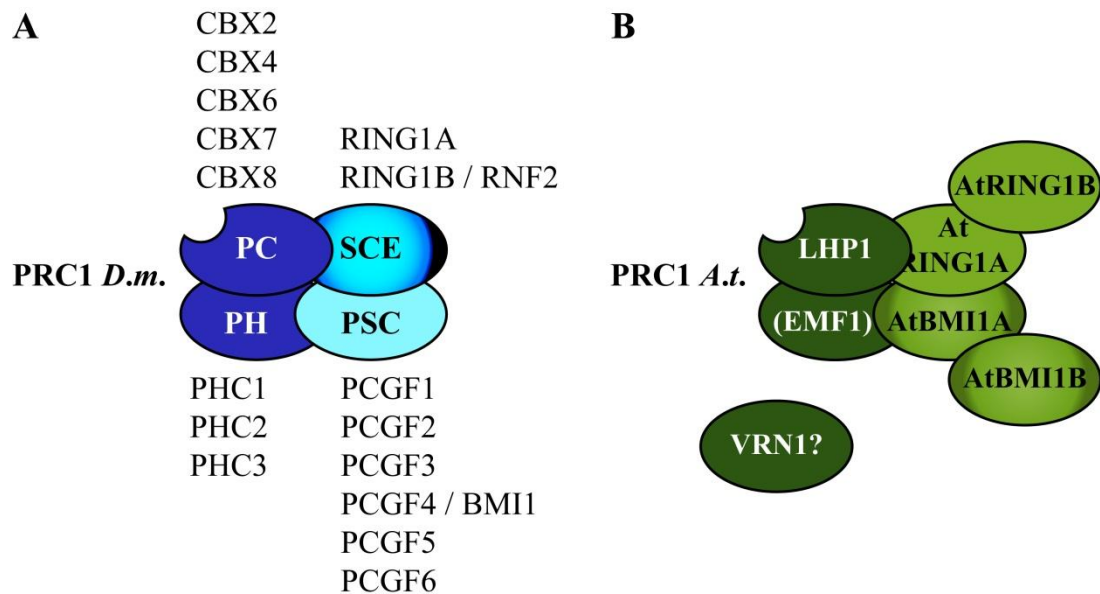 A
CBX2
CBX4
CBX6
CBX7
CBX8
RING1A
RING1B / RNF2
PRC1 D.m.
PC
SCE
PH
PSC
PHC1
PHC2
PHC3
PCGF1
PCGF2
PCGF3
PCGF4 / BMI1
PCGF5
PCGF6
B
PRC1 A.t.
LHP1
At
RING1A
AtRING1B
(EMF1)
AtBMI1A
AtBMI1B
VRN1?